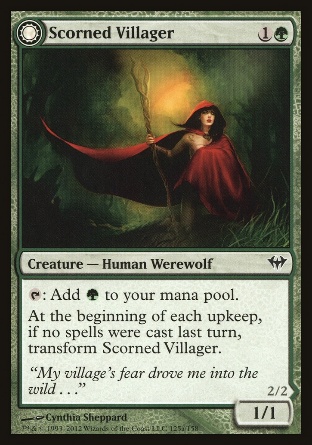 Scorned Villager 1
Creature — Human Werewolf
: Add to your mana pool.
At the beginning of each upkeep,
if no spells were cast last turn,
transform Scorned Villager.
“My village’s fear drove me into the
wild . . .”
2/2
1/1
Cynthia Sheppard
™ & © 1993–2012 Wizards of the Coast LLC 125a/158